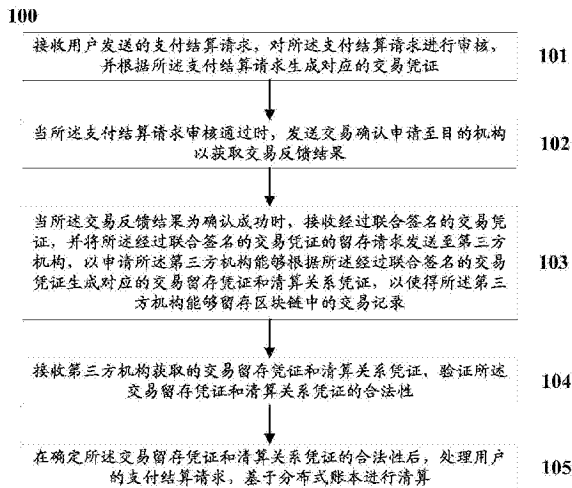 100
接收用户发送的支付结算请求，对所述支付结算请求进行审核，
并根据所述支付结算请求生成对应的交易凭证
101
当所述支付结算请求审核通过时，发送交易确认申请至目的机构
以获取交易反馈结果
102
当所述交易反馈结果为确认成功时，接收经过联合签名的交易凭
证，并将所述经过联合签名的交易凭证的留存请求发送至第三方
机构，以申请所述第三方机构能够根据所述经过联合签名的交易
凭证生成对应的交易留存凭证和清算关系凭证，以使得所述第三
方机构能够留存区块链中的交易记录
103
接收第三方机构获取的交易留存凭证和清算关系凭证，验证所述
交易留存凭证和清算关系凭证的合法性
104
在确定所述交易留存凭证和清算关系凭证的合法性后，处理用户
的支付结算请求，基于分布式账本进行清算
105